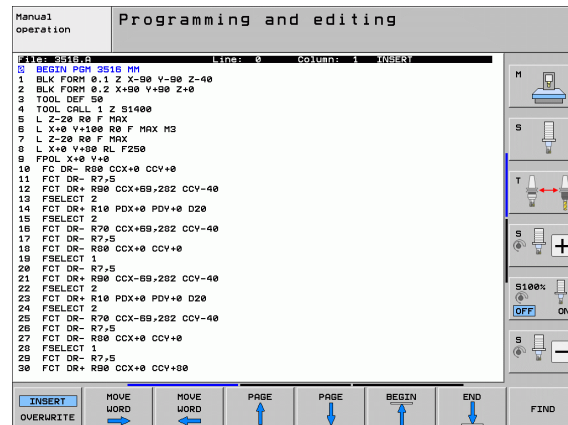 Manual operation
Programming and editing
File: 3516.A Line: 0 Column: 1 INSERT
0 BEGIN PGM 3516 MM
1 BLK FORM 0.1 Z X-90 Y-90 Z-40
2 BLK FORM 0.2 X+90 Y+90 Z+0
3 TOOL DEF 50
4 TOOL CALL 1 Z S1400
5 L Z-20 R0 F MAX
6 L X+0 Y+100 R0 F MAX M3
7 L Z-20 R0 F MAX
8 L X+0 Y+80 RL F250
9 FPOL X+0 Y+0
10 FC DR- R80 CCX+0 CCY+0
11 FCT DR- R7,5
12 FCT DR+ R90 CCX+69,282 CCY-40
13 FSELECT 2
14 FCT DR+ R10 PDX+0 PDY+0 D20
15 FSELECT 2
16 FCT DR- R70 CCX+69,282 CCY-40
17 FCT DR- R7,5
18 FCT DR- R80 CCX+0 CCY+0
19 FSELECT 1
20 FCT DR- R7,5
21 FCT DR+ R90 CCX-69,282 CCY-40
22 FSELECT 2
23 FCT DR+ R10 PDX+0 PDY+0 D20
24 FSELECT 2
25 FCT DR- R70 CCX-69,282 CCY-40
26 FCT DR- R7,5
27 FCT DR- R80 CCX+0 CCY+0
28 FSELECT 1
29 FCT DR- R7,5
30 FCT DR+ R90 CCX+0 CCY+80
M
S
T
S
S100%
OFF ON
S
INSERT
OVERWRITE
MOVE WORD
MOVE WORD
PAGE
PAGE
BEGIN
END
FIND